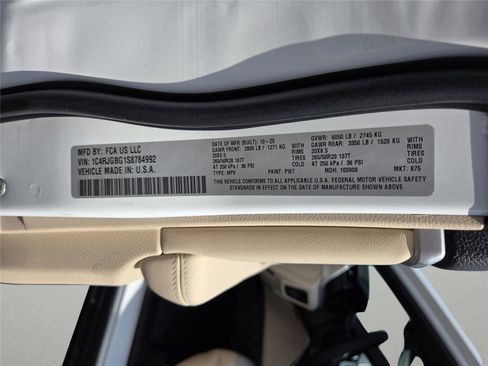 MFD BY: FCA US LLC
VIN: 1C4RJGBG1S8784992
VEHICLE MADE IN: U.S.A.
DATE OF MFR (BUILT): 10-25 GVWR: 6050 LB / 2745 KG
GAWR FRONT: 2800 LB / 1271 KG WITH GAWR REAR: 3350 LB / 1520 KG WITH
20X8.5 RIMS 20X8.5 RIMS
265/50R20 107T TIRES 265/50R20 107T TIRES
AT 250 kPa / 36 PSI COLD AT 250 kPa / 36 PSI COLD
TYPE: MPV PAINT: PW7 MDH: 100908 MKT: R75
THIS VEHICLE CONFORMS TO ALL APPLICABLE U.S.A. FEDERAL MOTOR VEHICLE SAFETY
STANDARDS IN EFFECT ON THE DATE OF MANUFACTURE SHOWN ABOVE.